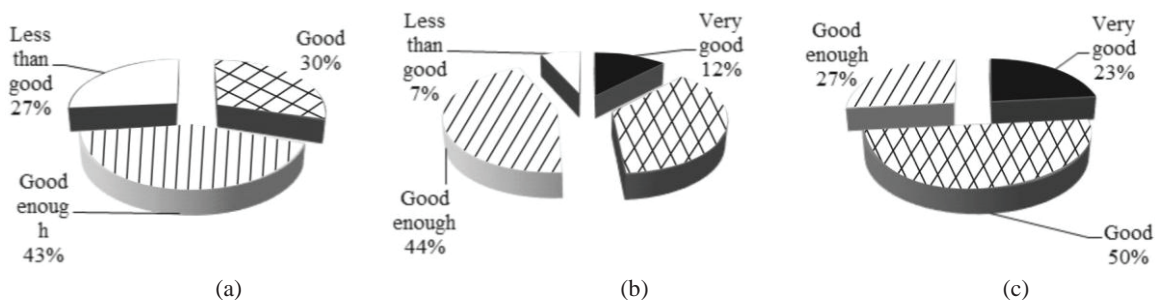 Less
than
good
27%
Good
30%
Good
enoug
h
43%
(a)
Less
than
good
7%
Very
good
12%
Good
enough
44%
(b)
Good
enough
27%
Very
good
23%
Good
50%
(c)